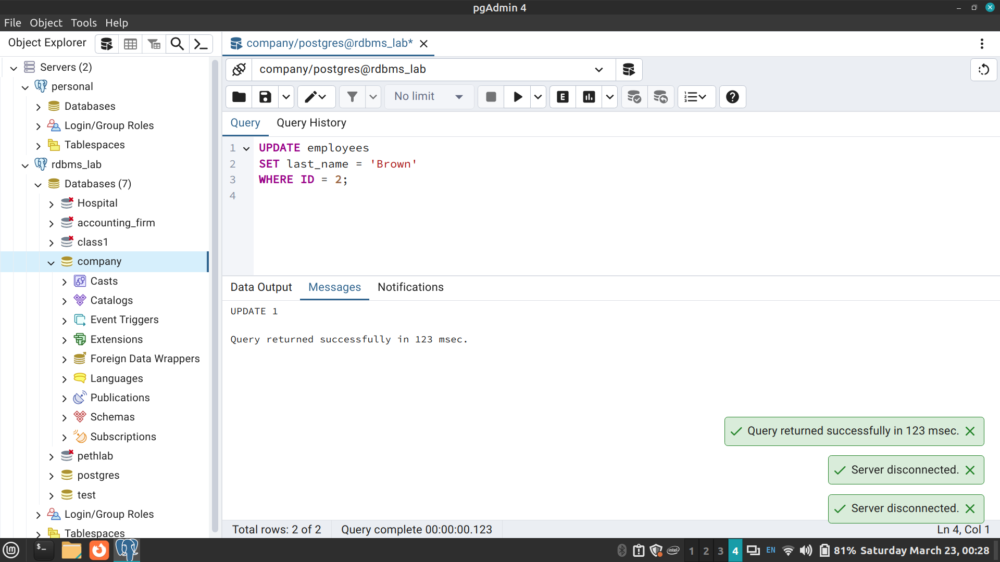 pgAdmin 4
File Object Tools Help
Object Explorer
company/postgres@rdbms_lab*
Servers (2)
personal
Databases
Login/Group Roles
Tablespaces
rdbms_lab
Databases (7)
Hospital
accounting_firm
class1
company
Casts
Catalogs
Event Triggers
Extensions
Foreign Data Wrappers
Languages
Publications
Schemas
Subscriptions
pethlab
postgres
test
Login/Group Roles
Tablespaces
company/postgres@rdbms_lab
No limit
E
Query Query History
1 UPDATE employees
2 SET last_name = 'Brown'
3 WHERE ID = 2;
4
Data Output Messages Notifications
UPDATE 1
Query returned successfully in 123 msec.
Query returned successfully in 123 msec.
Server disconnected.
Server disconnected.
Total rows: 2 of 2 Query complete 00:00:00.123 Ln 4, Col 1
intel 1 2 3 4 EN 81% Saturday March 23, 00:28